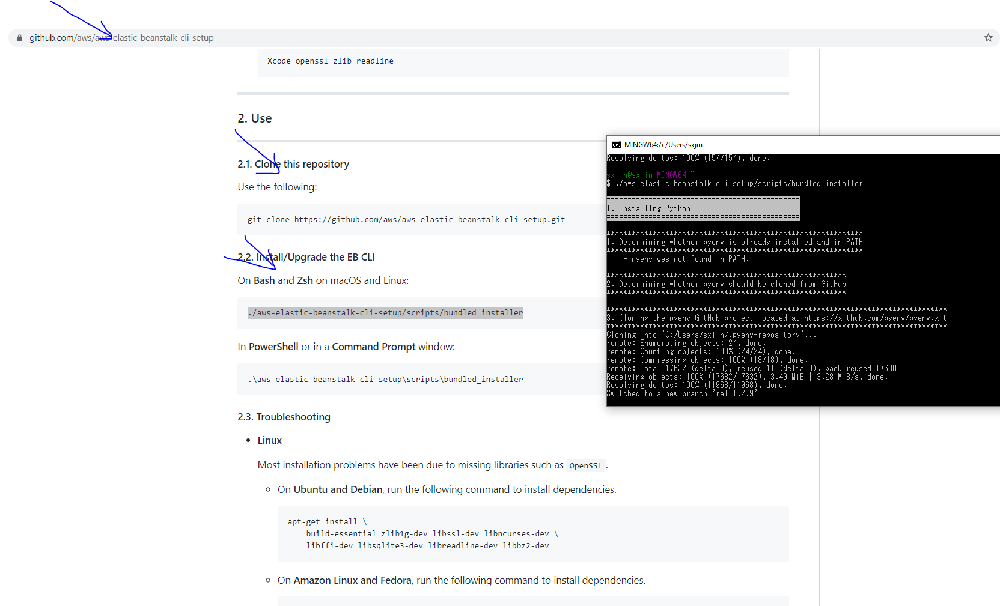 github.com/aws/aws-elastic-beanstalk-cli-setup
Xcode openssl zlib readline
2. Use
2.1. Clone this repository
Use the following:
git clone https://github.com/aws/aws-elastic-beanstalk-cli-setup.git
2.2. Install/Upgrade the EB CLI
On Bash and Zsh on macOS and Linux:
./aws-elastic-beanstalk-cli-setup/scripts/bundled_installer
In PowerShell or in a Command Prompt window:
.\aws-elastic-beanstalk-cli-setup\scripts\bundled_installer
2.3. Troubleshooting
Linux
Most installation problems have been due to missing libraries such as OpenSSL .
On Ubuntu and Debian, run the following command to install dependencies.
apt-get install \
build-essential zlib1g-dev libssl-dev libncurses-dev \
libffi-dev libsqlite3-dev libreadline-dev libbz2-dev
On Amazon Linux and Fedora, run the following command to install dependencies.
MINGW64:/c/Users/sxjin
Resolving deltas: 100% (154/154), done.
sxjin@sxjin MINGW64 ~
$ ./aws-elastic-beanstalk-cli-setup/scripts/bundled_installer
==============================================
I. Installing Python
==============================================
*************************************************************
1. Determining whether pyenv is already installed and in PATH
*************************************************************
- pyenv was not found in PATH.
*********************************************************
2. Determining whether pyenv should be cloned from GitHub
*********************************************************
*********************************************************************************
3. Cloning the pyenv GitHub project located at https://github.com/pyenv/pyenv.git
*********************************************************************************
Cloning into 'C:/Users/sxjin/.pyenv-repository'...
remote: Enumerating objects: 24, done.
remote: Counting objects: 100% (24/24), done.
remote: Compressing objects: 100% (18/18), done.
remote: Total 17632 (delta 8), reused 11 (delta 3), pack-reused 17608
Receiving objects: 100% (17632/17632), 3.49 MiB | 3.28 MiB/s, done.
Resolving deltas: 100% (11968/11968), done.
Switched to a new branch 'rel-1.2.9'